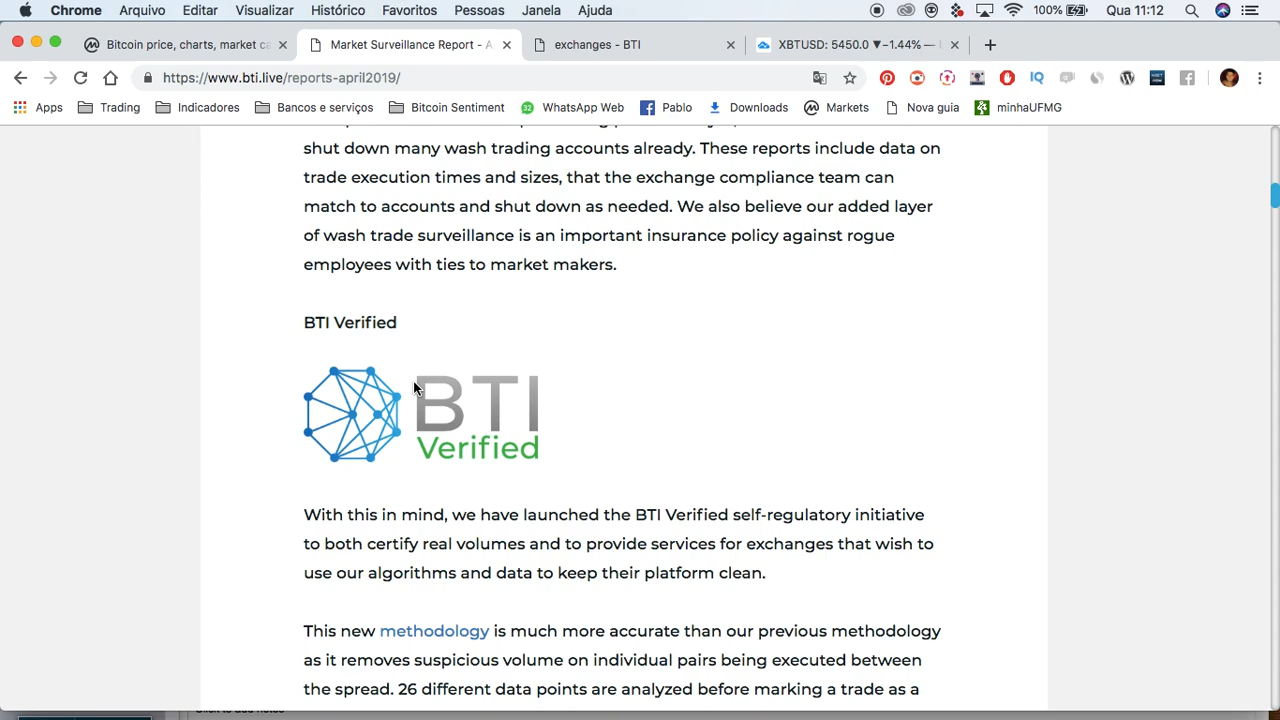 Chrome Arquivo Editar Visualizar Histórico Favoritos Pessoas Janela Ajuda 100% Qua 11:12
Bitcoin price, charts, market ca Market Surveillance Report - A exchanges - BTI XBTUSD: 5450.0 ▼−1.44% —
https://www.bti.live/reports-april2019/
Apps Trading Indicadores Bancos e serviços Bitcoin Sentiment WhatsApp Web Pablo Downloads Markets Nova guia minhaUFMG
shut down many wash trading accounts already. These reports include data on
trade execution times and sizes, that the exchange compliance team can
match to accounts and shut down as needed. We also believe our added layer
of wash trade surveillance is an important insurance policy against rogue
employees with ties to market makers.
BTI Verified
BTI
Verified
With this in mind, we have launched the BTI Verified self-regulatory initiative
to both certify real volumes and to provide services for exchanges that wish to
use our algorithms and data to keep their platform clean.
This new methodology is much more accurate than our previous methodology
as it removes suspicious volume on individual pairs being executed between
the spread. 26 different data points are analyzed before marking a trade as a